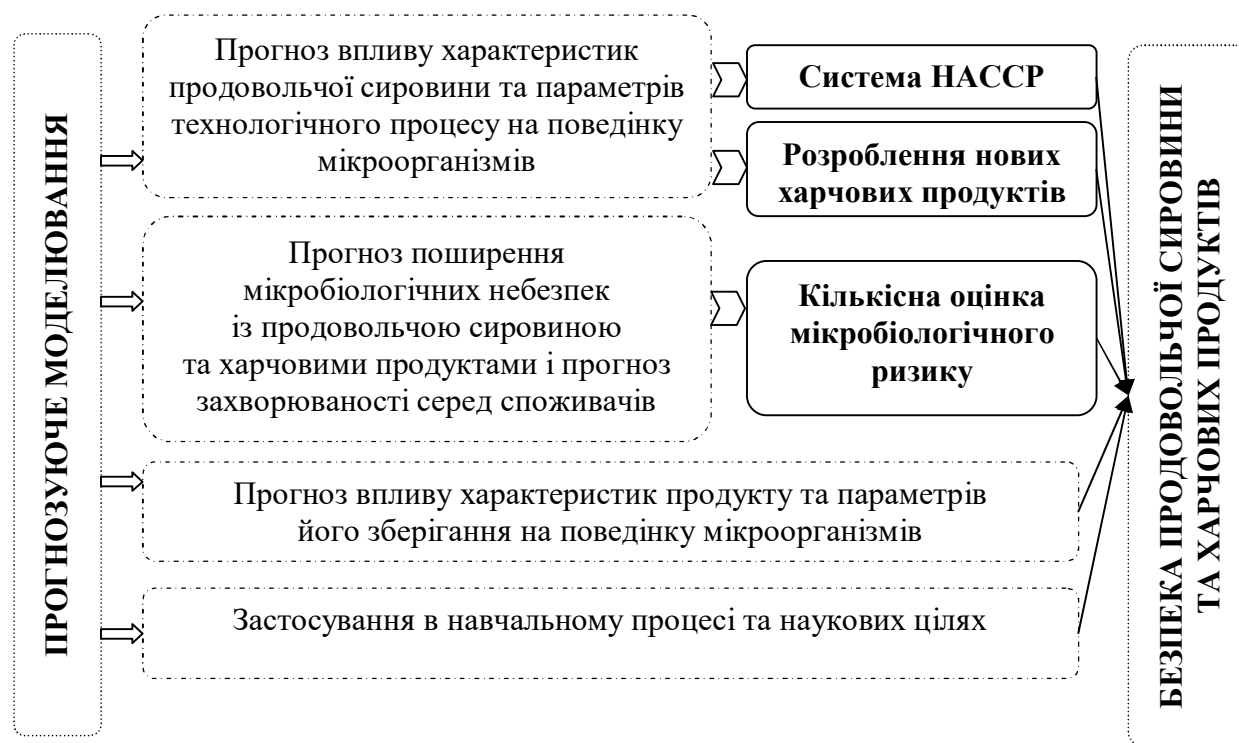 ПРОГНОЗУЮЧЕ МОДЕЛЮВАННЯ
Прогноз впливу характеристик
продовольчої сировини та параметрів
технологічного процесу на поведінку
мікроорганізмів
Система НАССР
Розроблення нових
харчових продуктів
Прогноз поширення
мікробіологічних небезпек
із продовольчою сировиною
та харчовими продуктами і прогноз
захворюваності серед споживачів
Кількісна оцінка
мікробіологічного
ризику
Прогноз впливу характеристик продукту та параметрів
його зберігання на поведінку мікроорганізмів
Застосування в навчальному процесі та наукових цілях
БЕЗПЕКА ПРОДОВОЛЬЧОЇ СИРОВИНИ
ТА ХАРЧОВИХ ПРОДУКТІВ